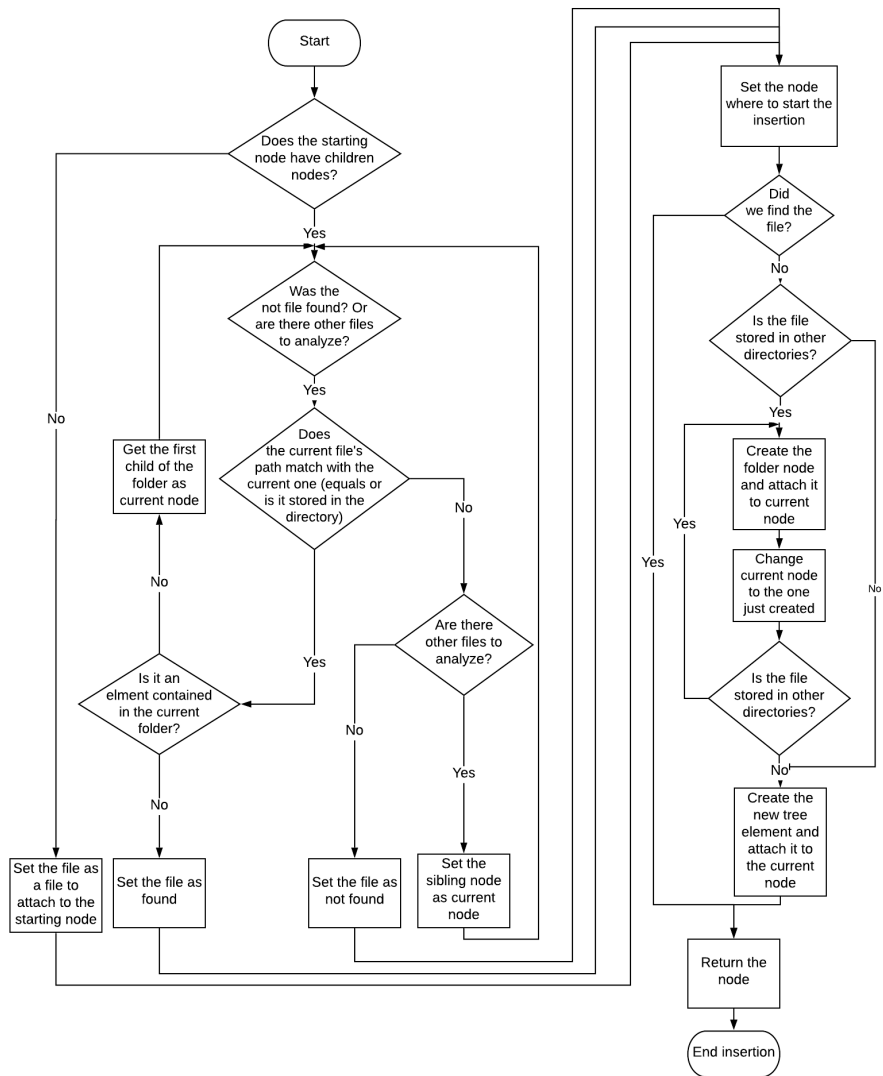 Start
Does the starting
node have children
nodes?
Yes
Was the
not file found? Or
are there other files
to analyze?
Yes
No
Does
the current file's
path match with the
current one (equals or
is it stored in the
directory)
No
Get the first
child of the
folder as
current node
No
Yes
Are there
other files to
analyze?
Is it an
elment contained
in the current
folder?
No
No
Yes
Set the file as
a file to
attach to the
starting node
Set the file as
found
Set the file as
not found
Set the
sibling node
as current
node
Set the node
where to start the
insertion
Did
we find the
file?
No
Is the file
stored in other
directories?
Yes
Create the
folder node
and attach it
to current
node
Yes
Yes
Change
current node
to the one
just created
No
Is the file
stored in other
directories?
No
Create the
new tree
element and
attach it to
the current
node
Return the
node
End insertion